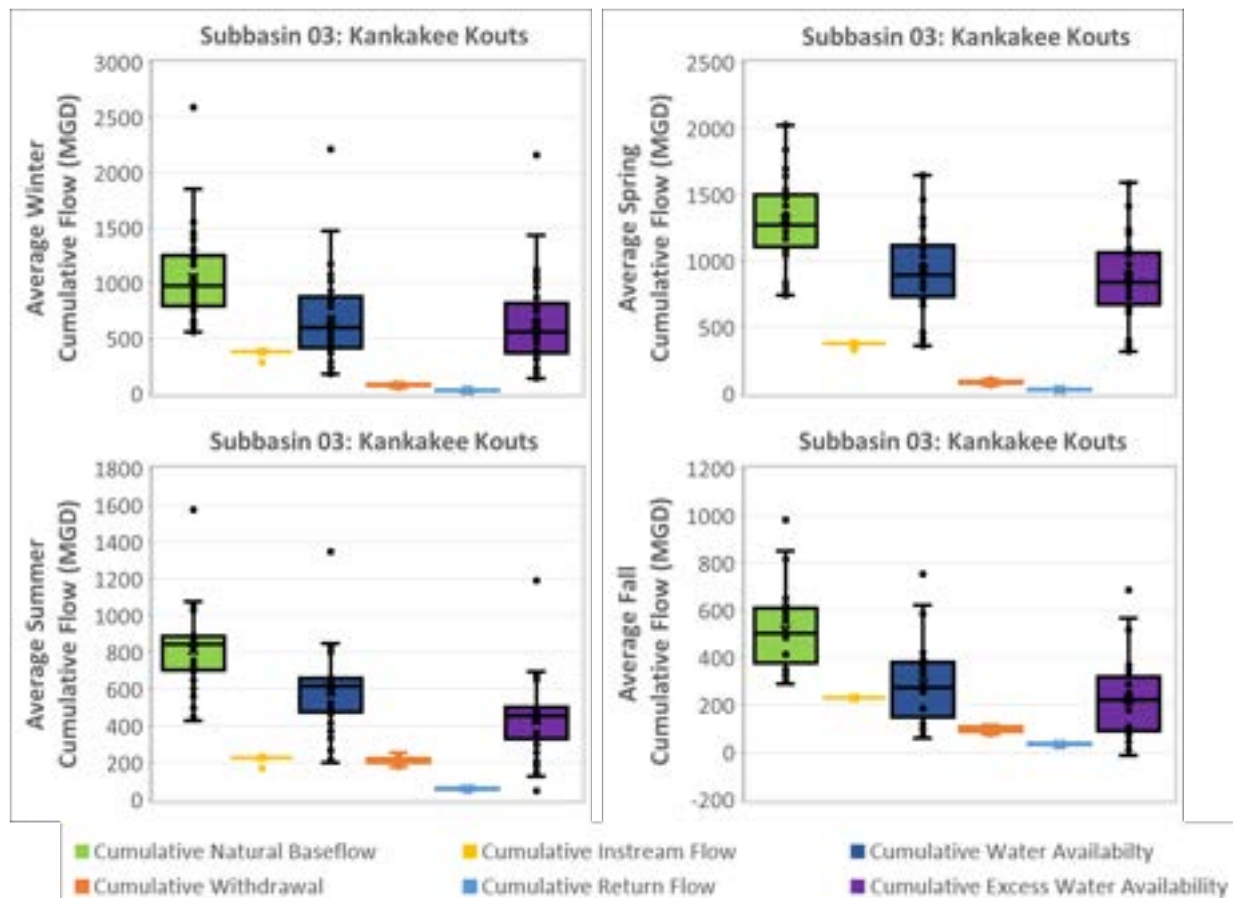 Subbasin 03: Kankakee Kouts
Average Winter
Cumulative Flow (MGD)
3000
2500
2000
1500
1000
500
0
Subbasin 03: Kankakee Kouts
Average Spring
Cumulative Flow (MGD)
2500
2000
1500
1000
500
0
Subbasin 03: Kankakee Kouts
Average Summer
Cumulative Flow (MGD)
1800
1600
1400
1200
1000
800
600
400
200
0
Subbasin 03: Kankakee Kouts
Average Fall
Cumulative Flow (MGD)
1200
1000
800
600
400
200
0
-200
Cumulative Natural Baseflow
Cumulative Instream Flow
Cumulative Water Availabilty
Cumulative Withdrawal
Cumulative Return Flow
Cumulative Excess Water Availability